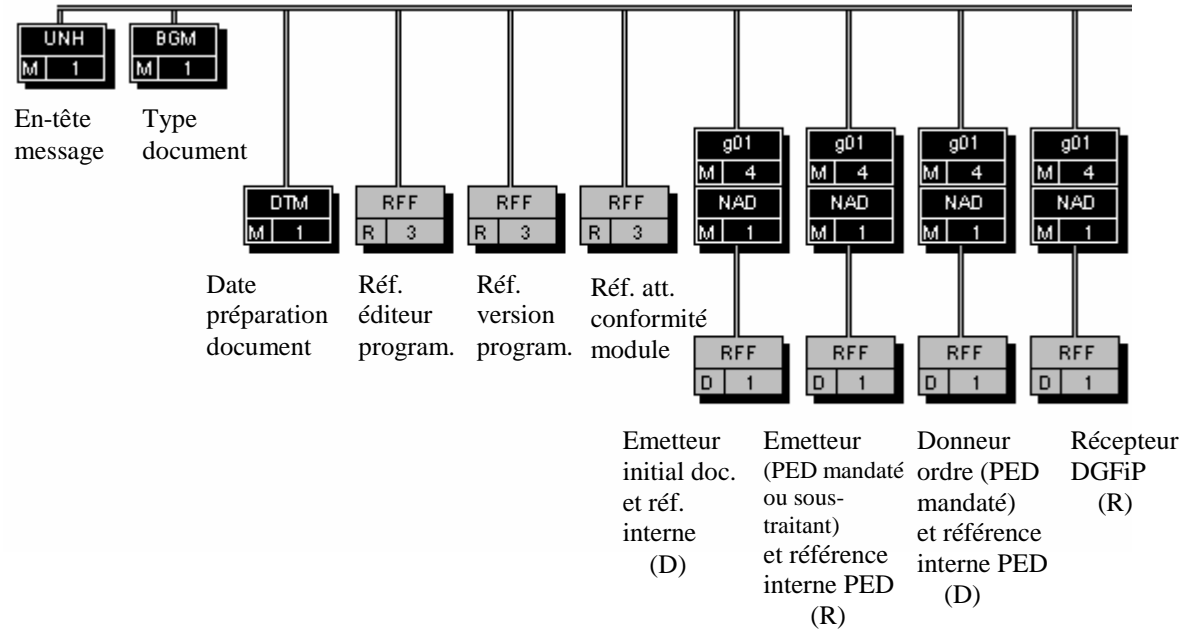 UNH
M 1
BGM
M 1
En-tête
message
Type
document
DTM
M 1
RFF
R 3
RFF
R 3
RFF
R 3
Date
préparation
document
Réf.
éditeur
program.
Réf.
version
program.
Réf. att.
conformité
module
g01
M 4
NAD
M 1
g01
M 4
NAD
M 1
g01
M 4
NAD
M 1
g01
M 4
NAD
M 1
RFF
D 1
RFF
D 1
RFF
D 1
RFF
D 1
Emetteur
initial doc.
et réf.
interne
(D)
Emetteur
(PED mandaté
ou sous-
traitant)
et référence
interne PED
(R)
Donneur
ordre (PED
mandaté)
et référence
interne PED
(D)
Récepteur
DGFiP
(R)